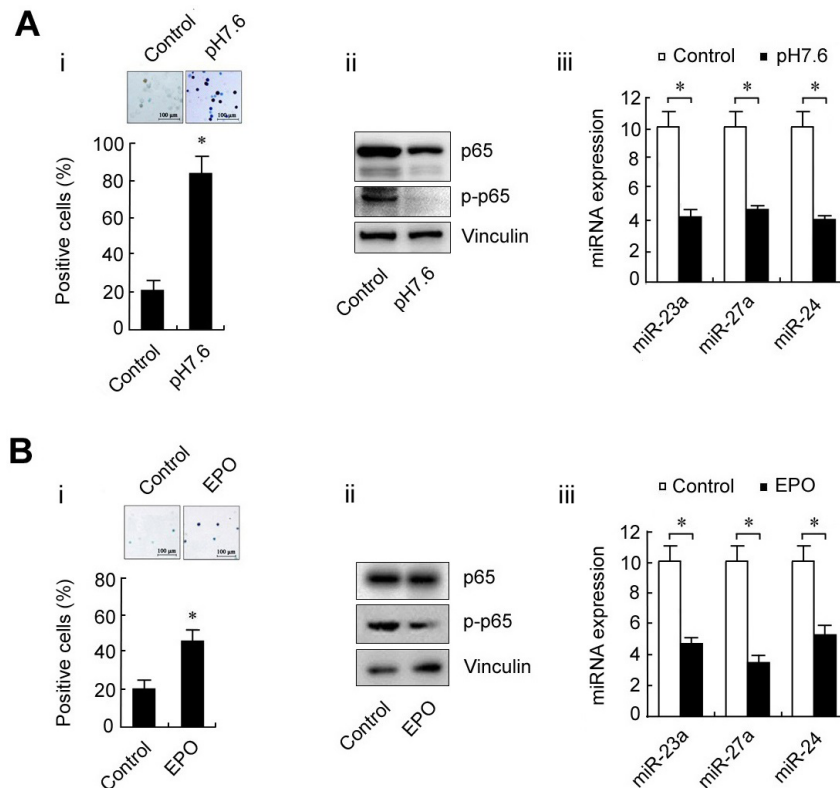 A
i
Control
pH7.6
100 μm
100 μm
Positive cells (%)
100
80
60
40
20
0
*
Control
pH7.6
ii
p65
p-p65
Vinculin
Control
pH7.6
iii
Control
pH7.6
miRNA expression
12
10
8
6
4
2
0
*
*
*
miR-23a
miR-27a
miR-24
B
i
Control
EPO
100 μm
100 μm
Positive cells (%)
80
60
40
20
0
*
Control
EPO
ii
p65
p-p65
Vinculin
Control
EPO
iii
Control
EPO
miRNA expression
12
10
8
6
4
2
0
*
*
*
miR-23a
miR-27a
miR-24